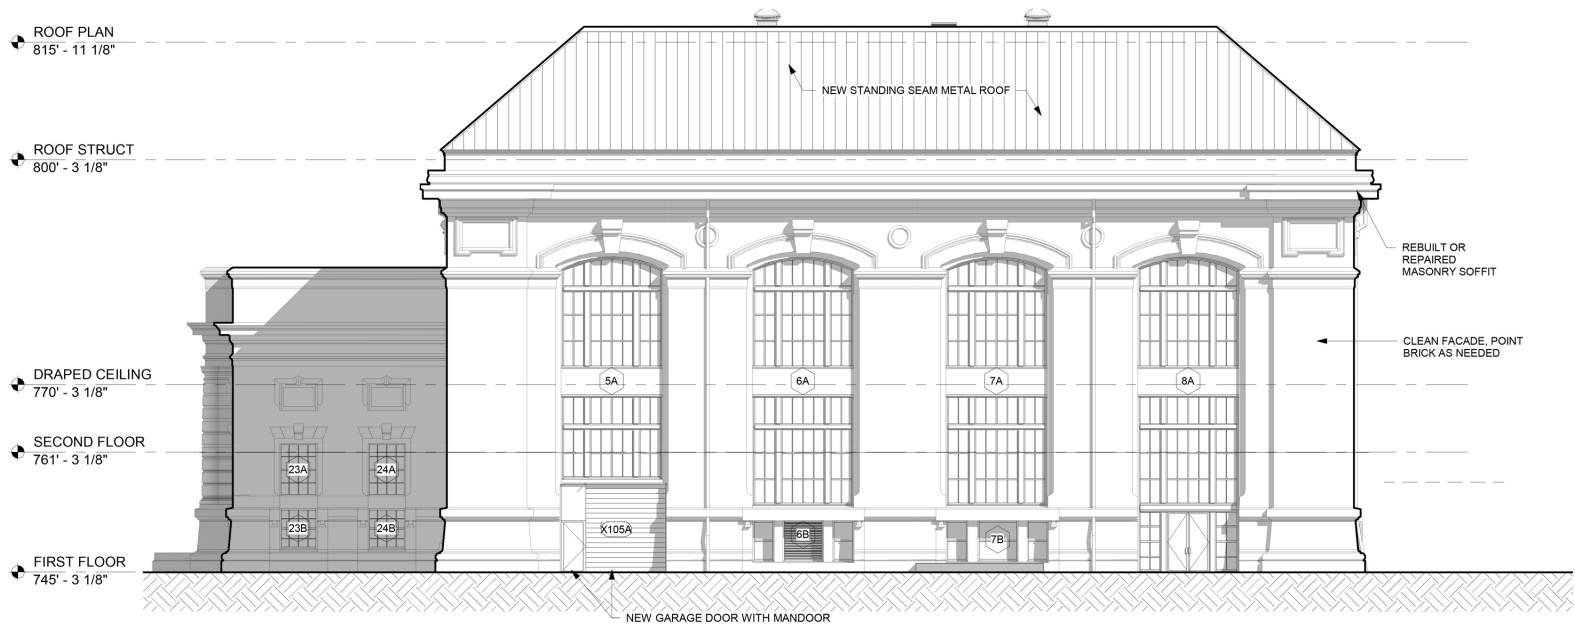 ROOF PLAN
815' - 11 1/8"
NEW STANDING SEAM METAL ROOF
ROOF STRUCT
800' - 3 1/8"
REBUILT OR
REPAIRED
MASONRY SOFFIT
CLEAN FACADE, POINT
BRICK AS NEEDED
DRAPED CEILING
770' - 3 1/8"
5A
6A
7A
8A
SECOND FLOOR
761' - 3 1/8"
23A
24A
23B
24B
X105A
6B
7B
FIRST FLOOR
745' - 3 1/8"
NEW GARAGE DOOR WITH MANDOOR